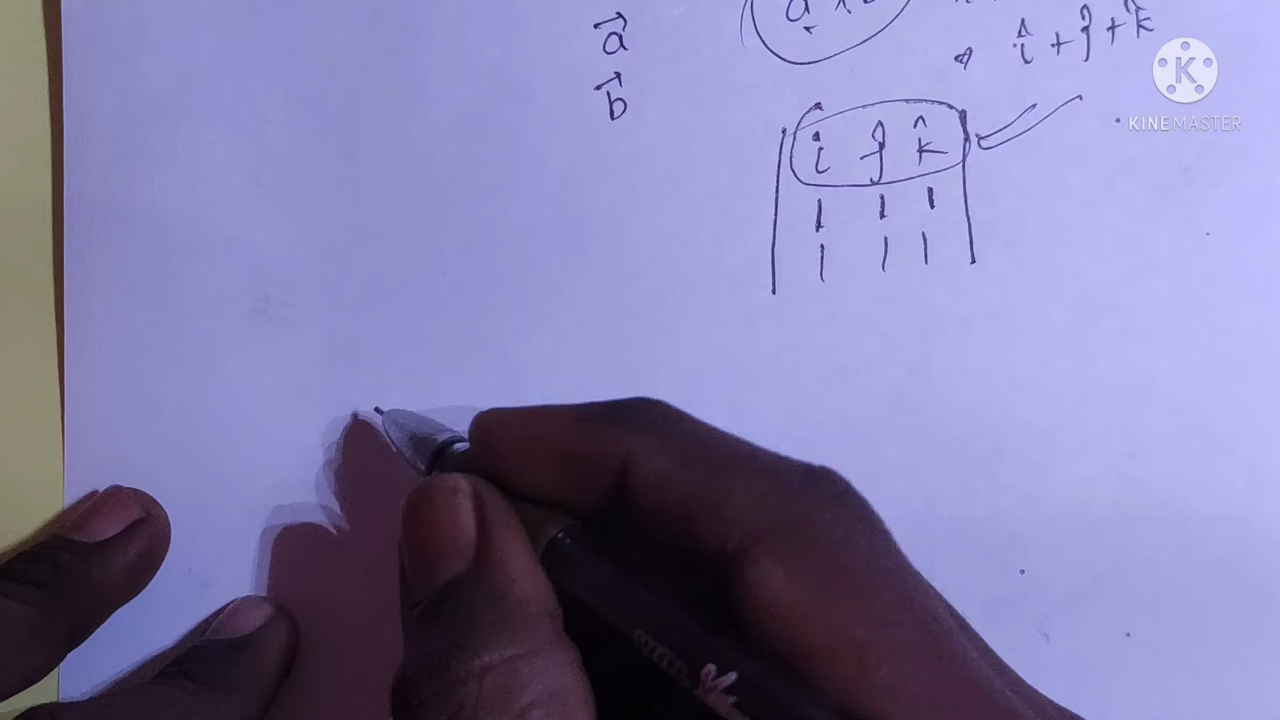 a⃗
î + ĵ + k̂
b⃗
K
KINEMASTER
î ĵ k̂
1 1 1
1 1 1